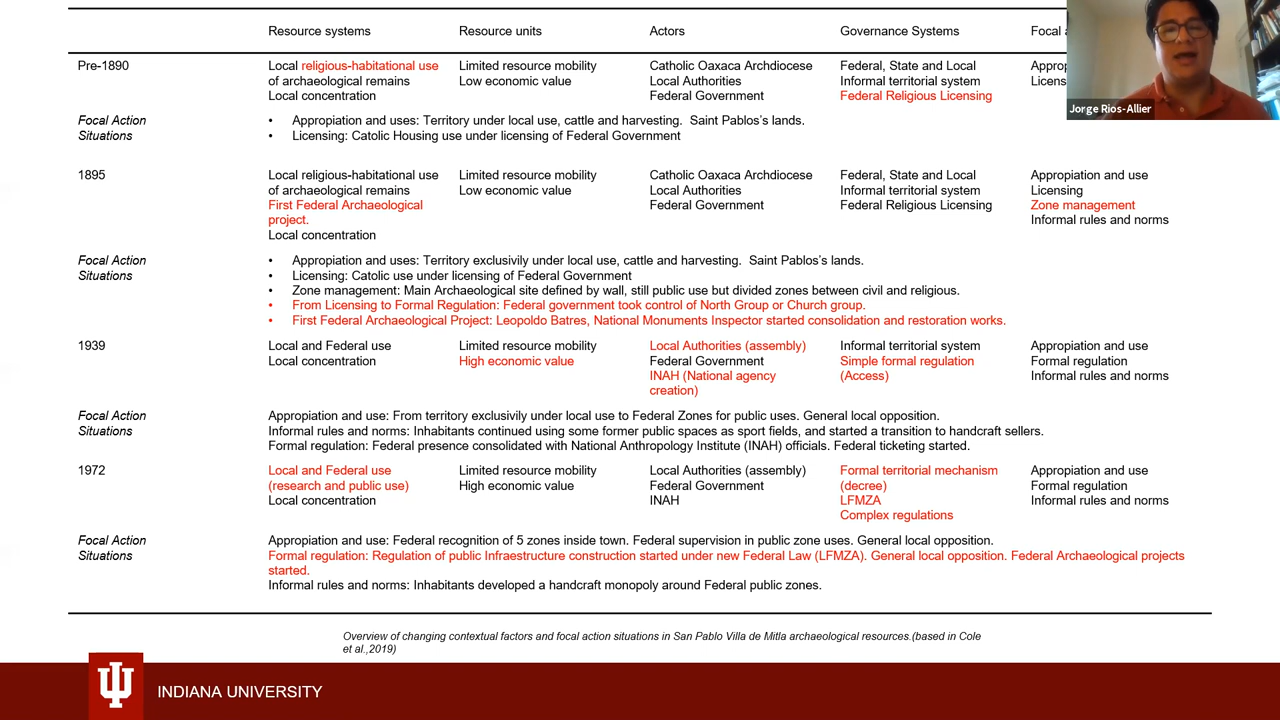 Resource systems Resource units Actors Governance Systems Focal
Pre-1890 Local religious-habitational use Limited resource mobility Catholic Oaxaca Archdiocese Federal, State and Local
of archaeological remains Low economic value Local Authorities Informal territorial system
Local concentration Federal Government Federal Religious Licensing
Focal Action • Appropiation and uses: Territory under local use, cattle and harvesting. Saint Pablos's lands.
Situations • Licensing: Catolic Housing use under licensing of Federal Government
1895 Local religious-habitational use Limited resource mobility Catholic Oaxaca Archdiocese Federal, State and Local Appropiation and use
of archaeological remains Low economic value Local Authorities Informal territorial system Licensing
First Federal Archaeological Federal Government Federal Religious Licensing Zone management
project. Informal rules and norms
Local concentration
Focal Action • Appropiation and uses: Territory exclusivily under local use, cattle and harvesting. Saint Pablos's lands.
Situations • Licensing: Catolic use under licensing of Federal Government
• Zone management: Main Archaeological site defined by wall, still public use but divided zones between civil and religious.
• From Licensing to Formal Regulation: Federal government took control of North Group or Church group.
• First Federal Archaeological Project: Leopoldo Batres, National Monuments Inspector started consolidation and restoration works.
1939 Local and Federal use Limited resource mobility Local Authorities (assembly) Informal territorial system Appropiation and use
Local concentration High economic value Federal Government Simple formal regulation Formal regulation
INAH (National agency (Access) Informal rules and norms
creation)
Focal Action Appropiation and use: From territory exclusivily under local use to Federal Zones for public uses. General local opposition.
Situations Informal rules and norms: Inhabitants continued using some former public spaces as sport fields, and started a transition to handcraft sellers.
Formal regulation: Federal presence consolidated with National Anthropology Institute (INAH) officials. Federal ticketing started.
1972 Local and Federal use Limited resource mobility Local Authorities (assembly) Formal territorial mechanism Appropiation and use
(research and public use) High economic value Federal Government (decree) Formal regulation
Local concentration INAH LFMZA Informal rules and norms
Complex regulations
Focal Action Appropiation and use: Federal recognition of 5 zones inside town. Federal supervision in public zone uses. General local opposition.
Situations Formal regulation: Regulation of public Infraestructure construction started under new Federal Law (LFMZA). General local opposition. Federal Archaeological projects
started.
Informal rules and norms: Inhabitants developed a handcraft monopoly around Federal public zones.
Overview of changing contextual factors and focal action situations in San Pablo Villa de Mitla archaeological resources.(based in Cole
et al.,2019)
INDIANA UNIVERSITY
Jorge Rios-Allier